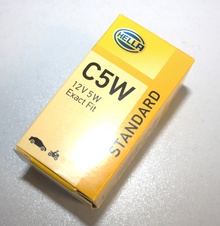 HELLA
C5W
12V 5W
Exact Fit
STANDARD